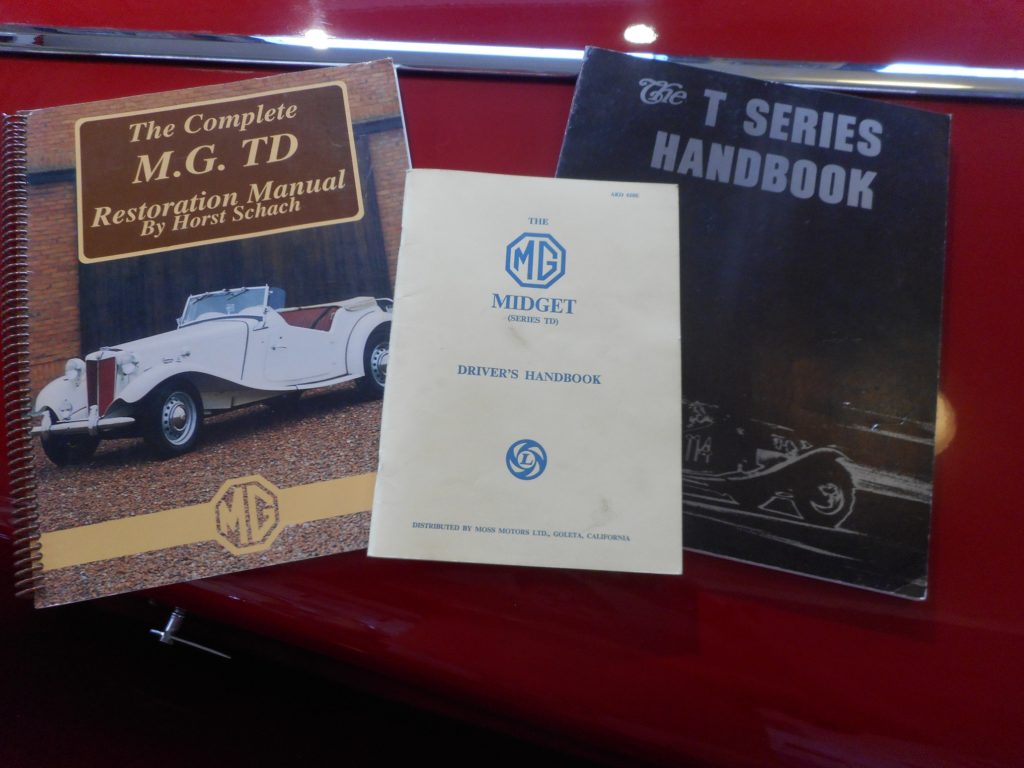 The Complete
M.G. TD
Restoration Manual
By Horst Schach
MG
THE
MG
MIDGET
(SERIES TD)
DRIVER'S HANDBOOK
L
DISTRIBUTED BY MOSS MOTORS LTD., GOLETA, CALIFORNIA
The T SERIES
HANDBOOK